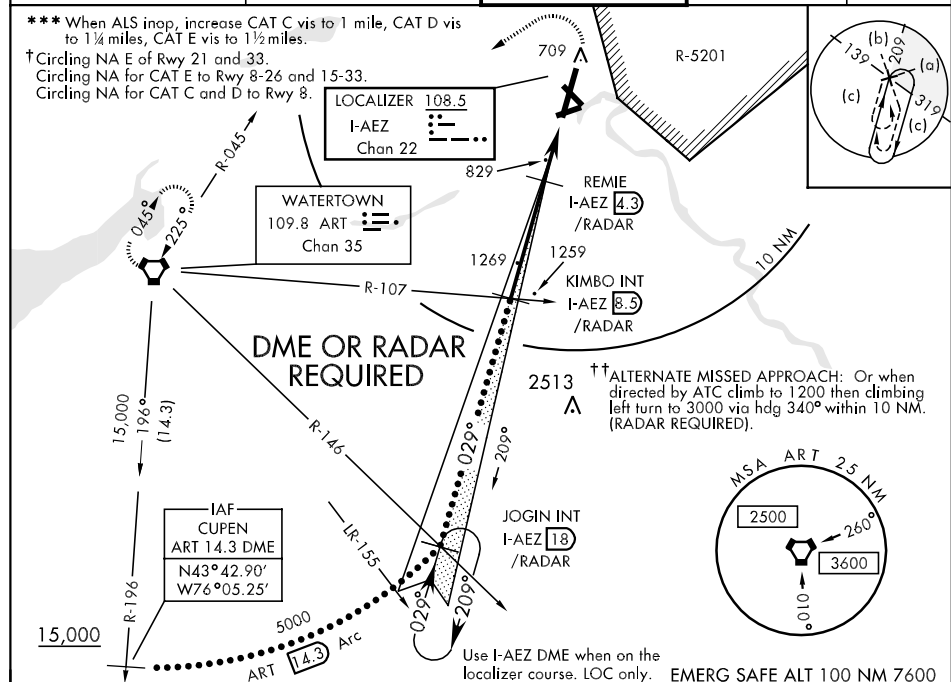 *** When ALS inop, increase CAT C vis to 1 mile, CAT D vis
to 1¼ miles, CAT E vis to 1½ miles.
† Circling NA E of Rwy 21 and 33.
Circling NA for CAT E to Rwy 8-26 and 15-33.
Circling NA for CAT C and D to Rwy 8.
709
R-5201
(b)
209
139
(a)
(c)
319
(c)
LOCALIZER 108.5
I-AEZ
Chan 22
R-045
829
REMIE
I-AEZ 4.3
/RADAR
WATERTOWN
109.8 ART
Chan 35
045°
225°
1269
1259
10 NM
KIMBO INT
I-AEZ 8.5
/RADAR
R-107
DME OR RADAR
REQUIRED
2513
†† ALTERNATE MISSED APPROACH: Or when
directed by ATC climb to 1200 then climbing
left turn to 3000 via hdg 340° within 10 NM.
(RADAR REQUIRED).
15,000
196°
(14.3)
R-146
029°
209°
MSA ART 25 NM
2500
260°
3600
010°
IAF
CUPEN
ART 14.3 DME
N43°42.90'
W76°05.25'
LR-155
JOGIN INT
I-AEZ 18
/RADAR
R-196
029°
209°
15,000
5000
ART 14.3 Arc
Use I-AEZ DME when on the
localizer course. LOC only.
EMERG SAFE ALT 100 NM 7600